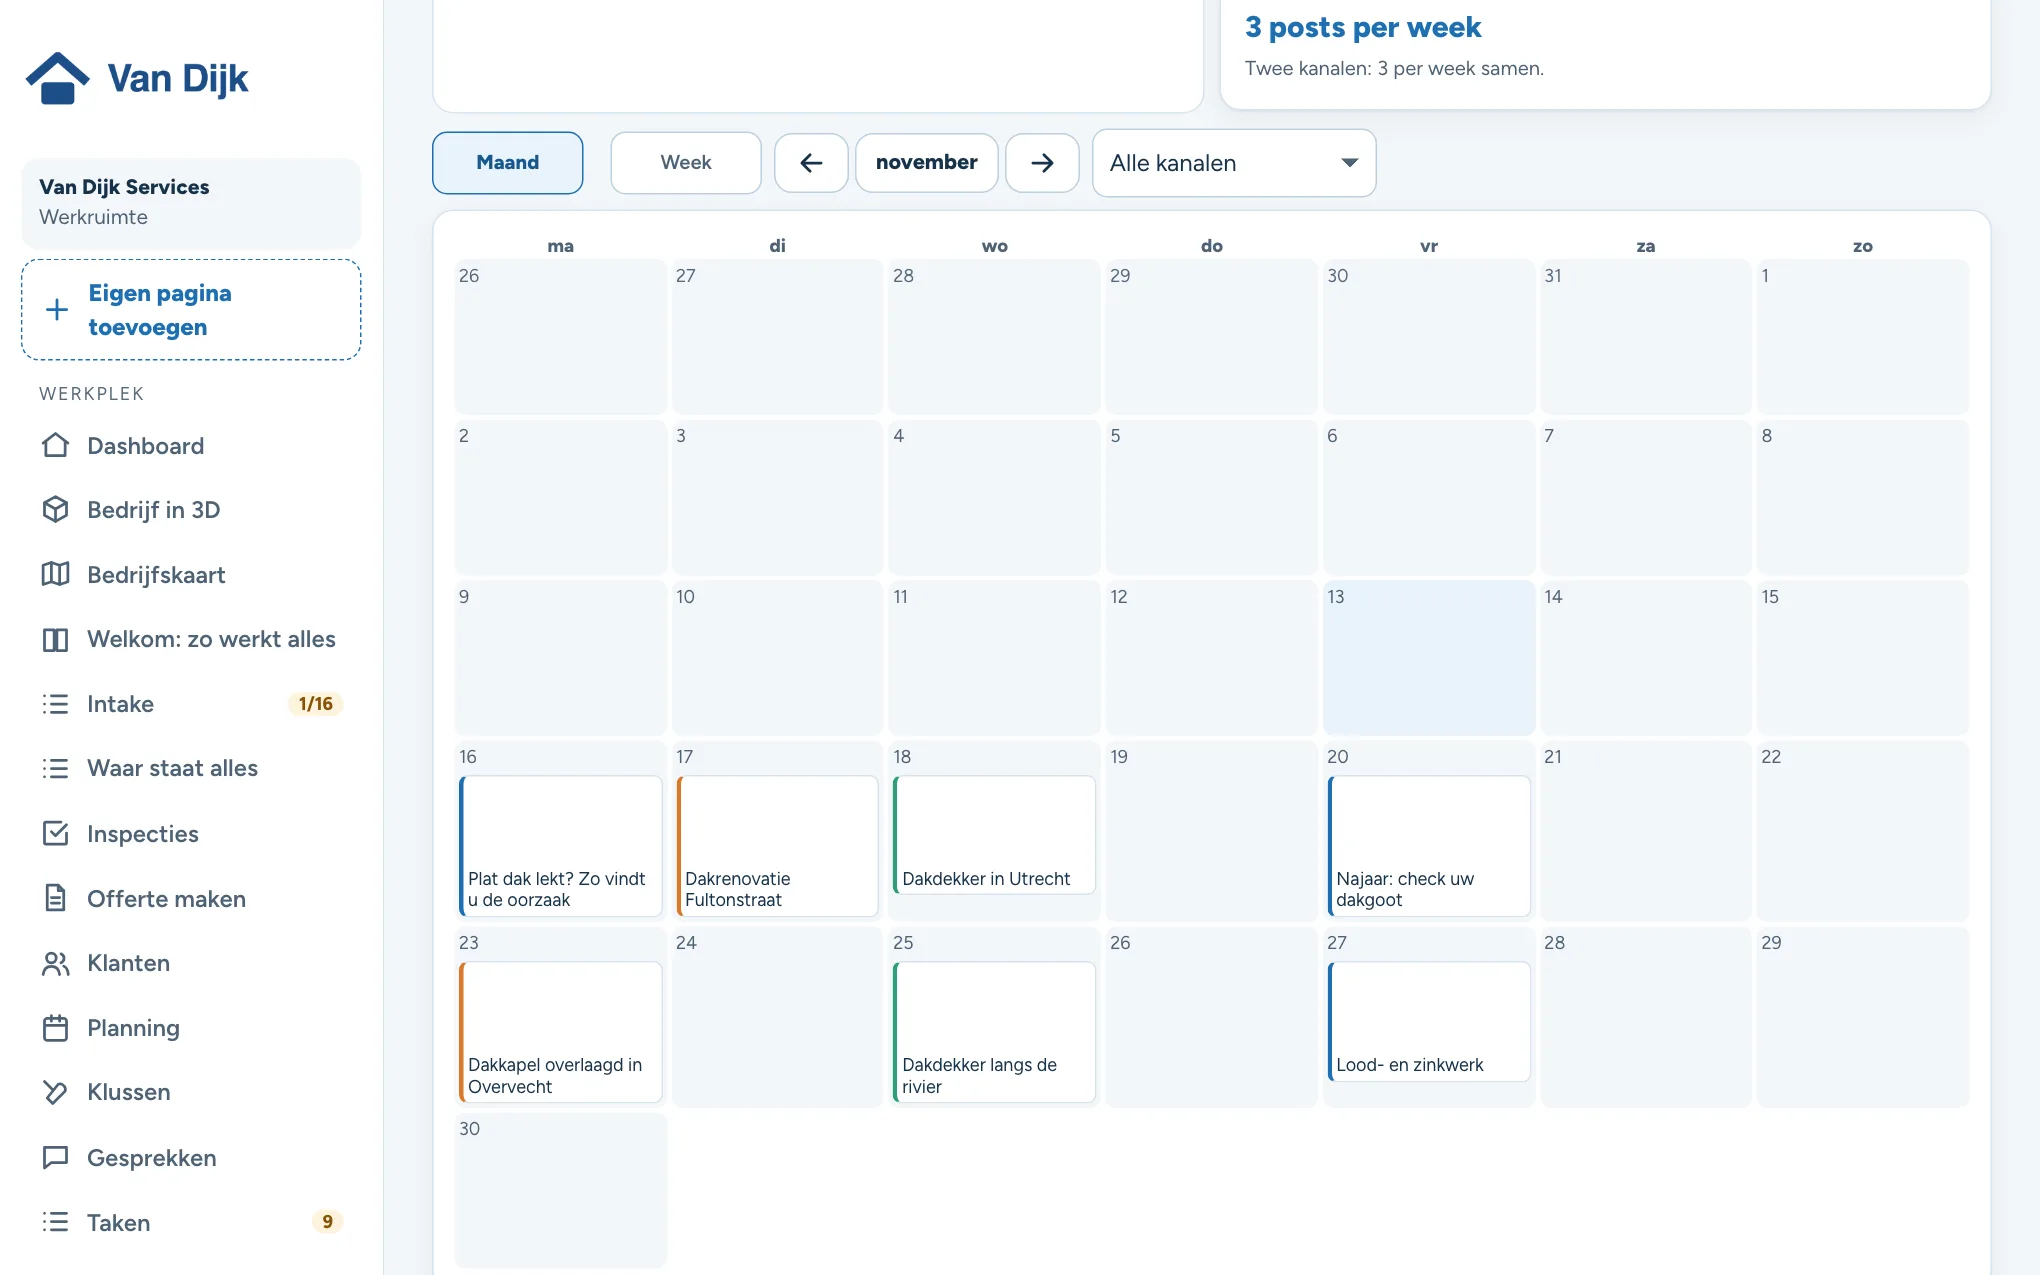 Van Dijk
Van Dijk Services
Werkruimte
Eigen pagina
toevoegen
WERKPLEK
Dashboard
Bedrijf in 3D
Bedrijfskaart
Welkom: zo werkt alles
Intake 1/16
Waar staat alles
Inspecties
Offerte maken
Klanten
Planning
Klussen
Gesprekken
Taken 9
3 posts per week
Twee kanalen: 3 per week samen.
Maand Week november Alle kanalen
ma di wo do vr za zo
26 27 28 29 30 31 1
2 3 4 5 6 7 8
9 10 11 12 13 14 15
16 17 18 19 20 21 22
Plat dak lekt? Zo vindt
u de oorzaak
Dakrenovatie
Fultonstraat
Dakdekker in Utrecht
Najaar: check uw
dakgoot
23 24 25 26 27 28 29
Dakkapel overlaagd in
Overvecht
Dakdekker langs de
rivier
Lood- en zinkwerk
30